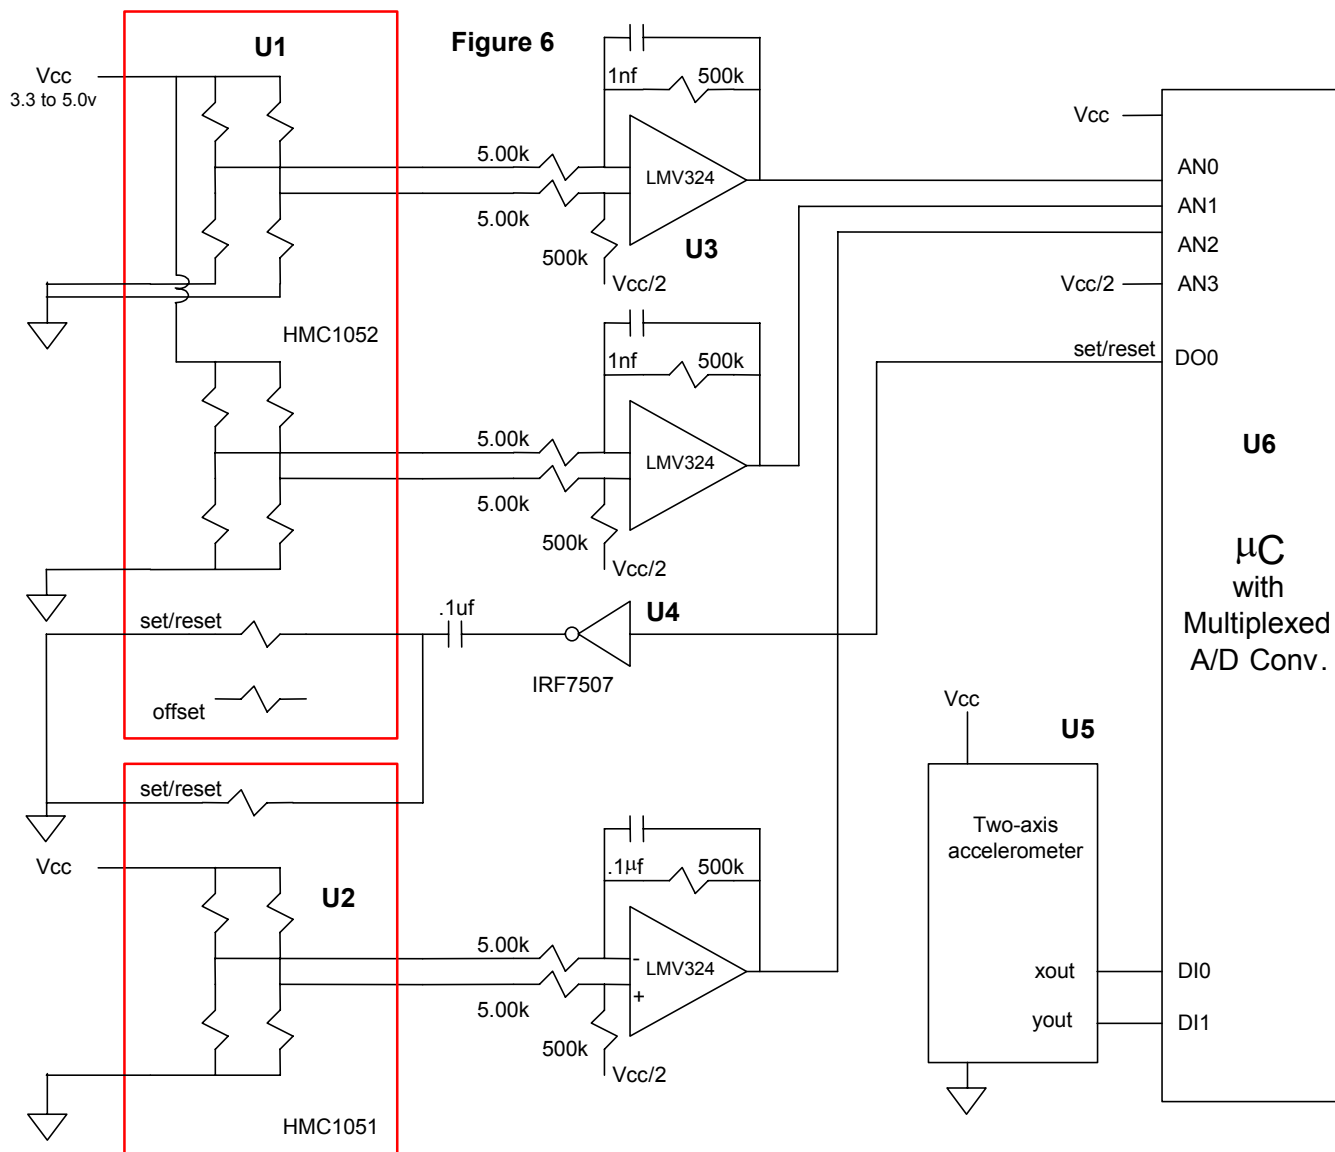 Figure 6
U1
Vcc
3.3 to 5.0v
1nf
500k
5.00k
LMV324
5.00k
500k
U3
Vcc/2
HMC1052
1nf
500k
5.00k
LMV324
5.00k
500k
Vcc/2
set/reset
.1uf
U4
IRF7507
offset
set/reset
Vcc
U2
.1µf
500k
5.00k
-
LMV324
+
5.00k
500k
Vcc/2
HMC1051
Vcc
AN0
AN1
AN2
Vcc/2
AN3
set/reset
DO0
U6
µC
with
Multiplexed
A/D Conv.
Vcc
U5
Two-axis
accelerometer
xout
DI0
yout
DI1